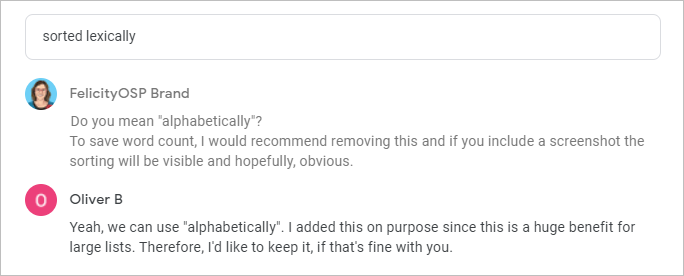 sorted lexically
FelicityOSP Brand
Do you mean "alphabetically"?
To save word count, I would recommend removing this and if you include a screenshot the
sorting will be visible and hopefully, obvious.
O
Oliver B
Yeah, we can use "alphabetically". I added this on purpose since this is a huge benefit for
large lists. Therefore, I'd like to keep it, if that's fine with you.